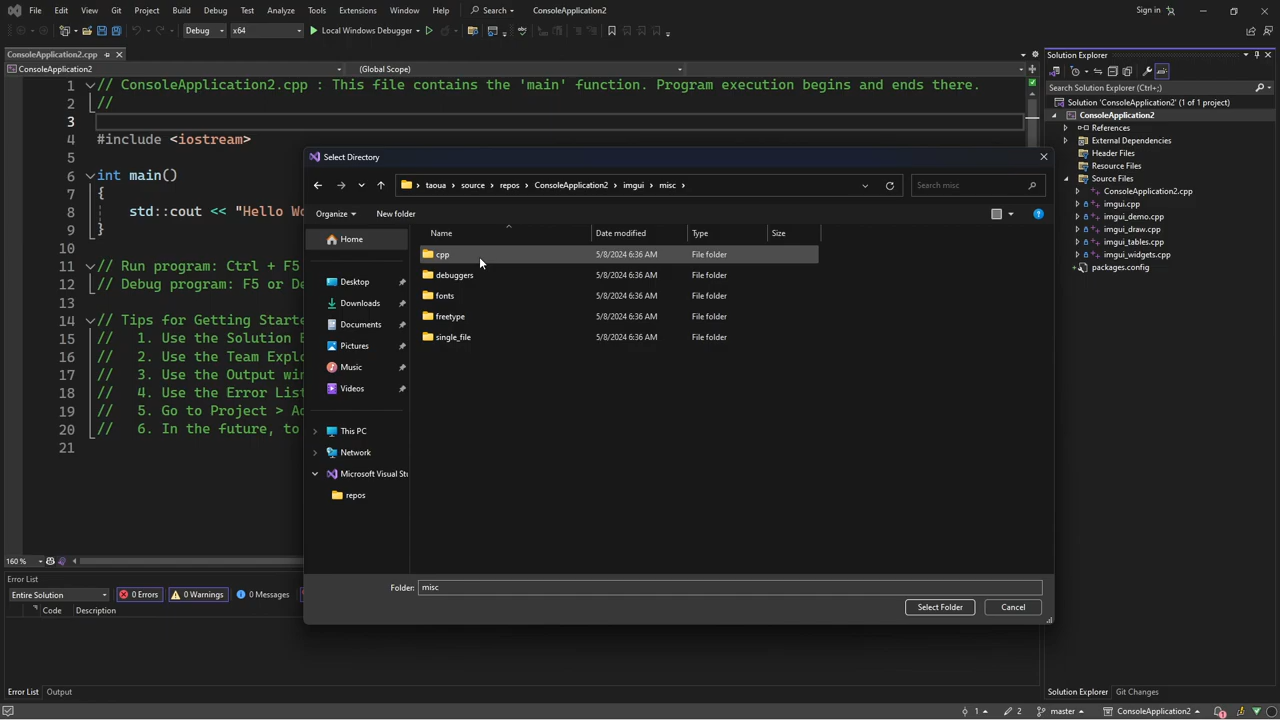 File Edit View Git Project Build Debug Test Analyze Tools Extensions Window Help Search ConsoleApplication2 Sign in
Debug x64 Local Windows Debugger
ConsoleApplication2.cpp
ConsoleApplication2 (Global Scope)
1 // ConsoleApplication2.cpp : This file contains the 'main' function. Program execution begins and ends there.
2 //
3
4 #include <iostream>
5
6 int main()
7 {
8 std::cout << "Hello Wo
9 }
10
11 // Run program: Ctrl + F5
12 // Debug program: F5 or De
13
14 // Tips for Getting Starte
15 // 1. Use the Solution E
16 // 2. Use the Team Explo
17 // 3. Use the Output win
18 // 4. Use the Error List
19 // 5. Go to Project > Ad
20 // 6. In the future, to
21
160 %
Select Directory
taoua source repos ConsoleApplication2 imgui misc
Search misc
Organize New folder
Name Date modified Type Size
cpp 5/8/2024 6:36 AM File folder
debuggers 5/8/2024 6:36 AM File folder
fonts 5/8/2024 6:36 AM File folder
freetype 5/8/2024 6:36 AM File folder
single_file 5/8/2024 6:36 AM File folder
Home
Desktop
Downloads
Documents
Pictures
Music
Videos
This PC
Network
Microsoft Visual Stu
repos
Folder: misc
Select Folder Cancel
Solution Explorer
Search Solution Explorer (Ctrl+;)
Solution 'ConsoleApplication2' (1 of 1 project)
ConsoleApplication2
References
External Dependencies
Header Files
Resource Files
Source Files
ConsoleApplication2.cpp
imgui.cpp
imgui_demo.cpp
imgui_draw.cpp
imgui_tables.cpp
imgui_widgets.cpp
packages.config
Error List
Entire Solution 0 Errors 0 Warnings 0 Messages
Code Description
Error List Output
Solution Explorer Git Changes
1 2 master ConsoleApplication2 1